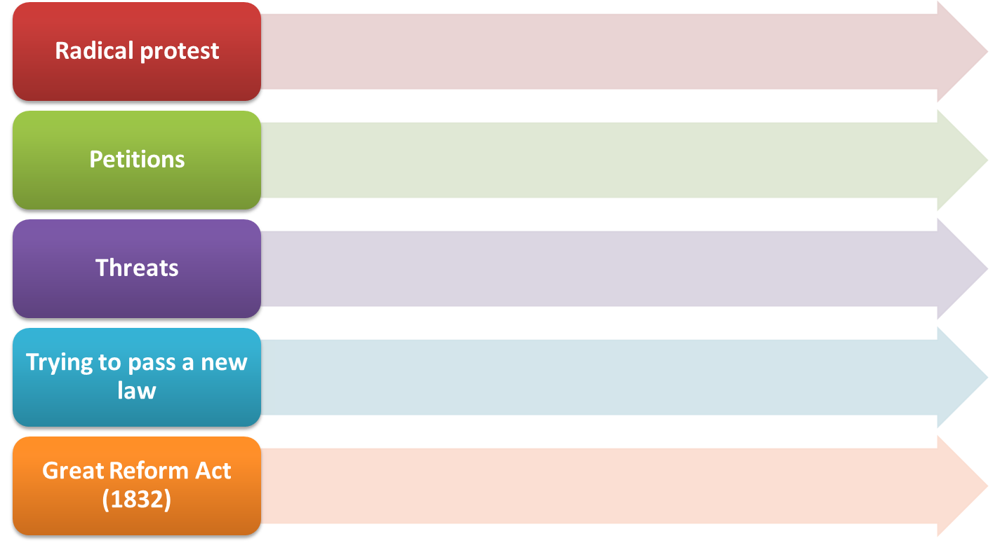 Radical protest
Petitions
Threats
Trying to pass a new
law
Great Reform Act
(1832)